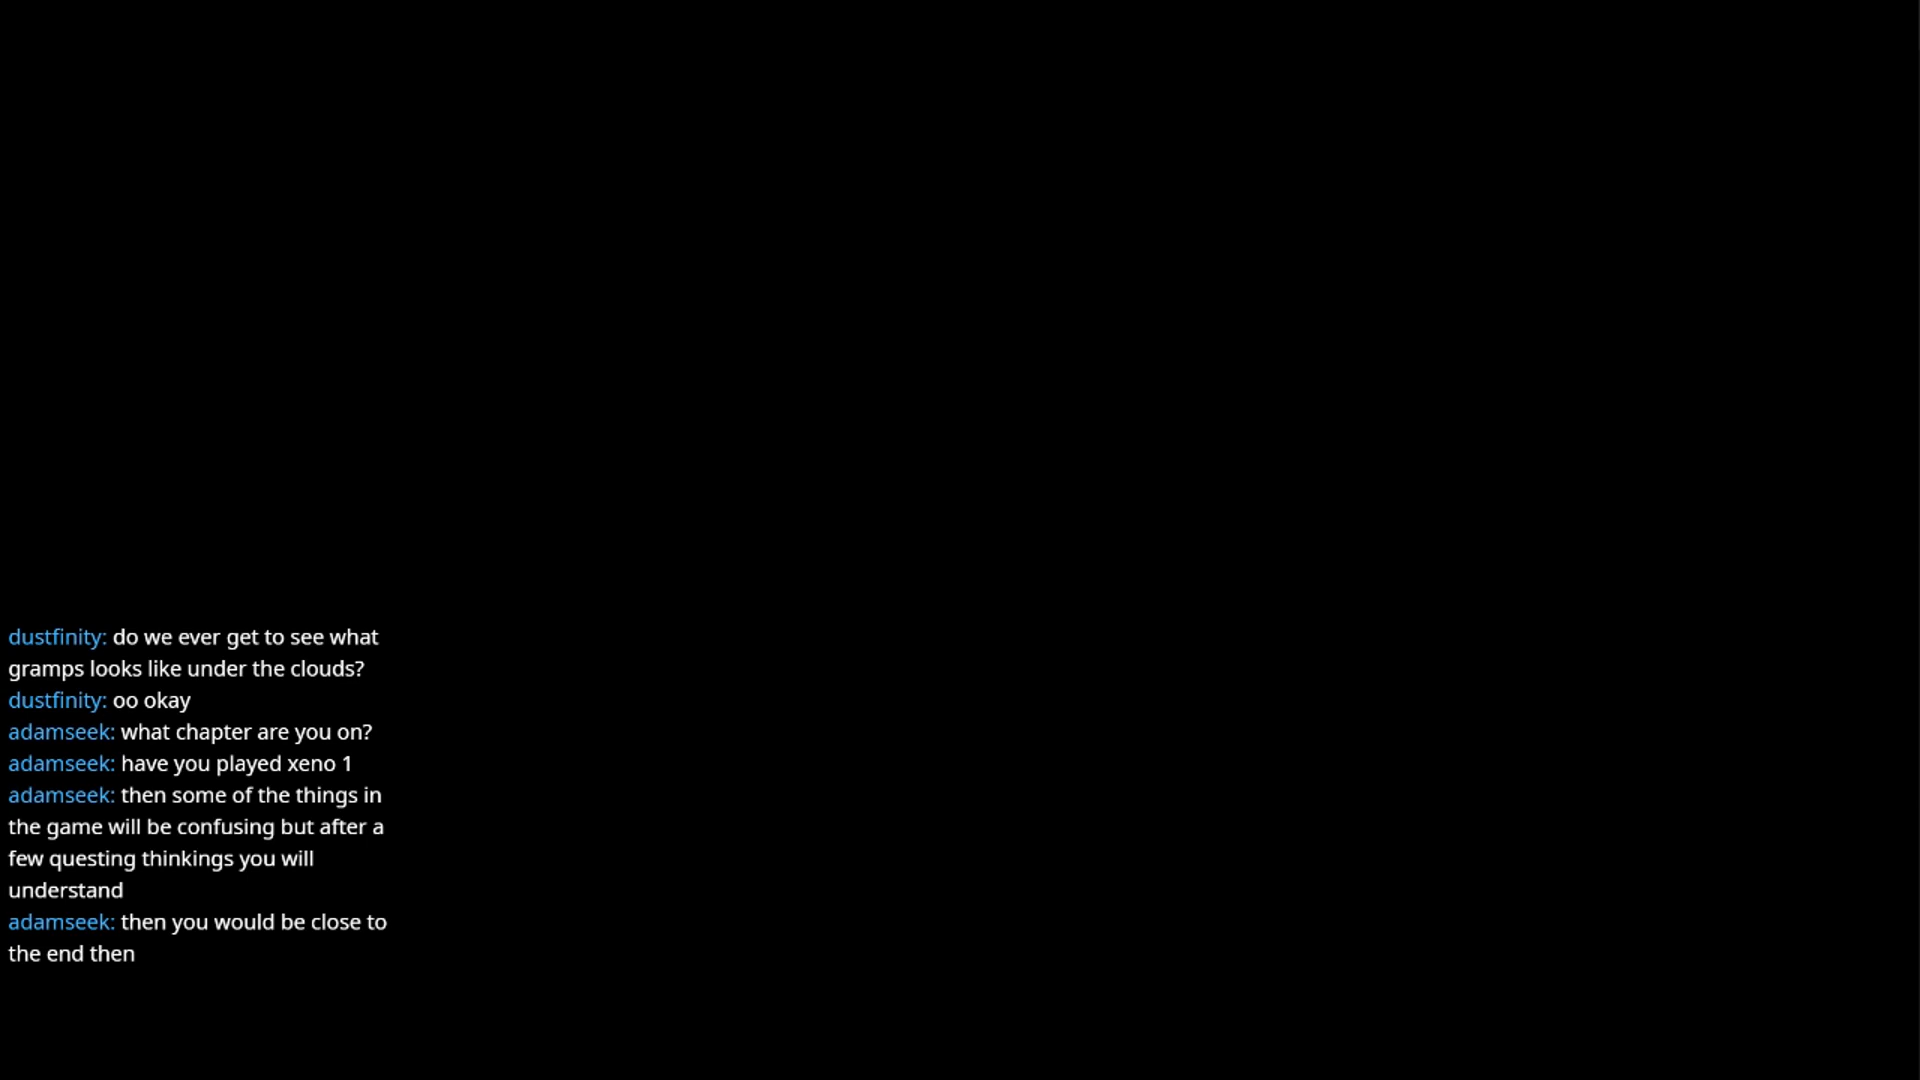 dustfinity: do we ever get to see what
gramps looks like under the clouds?
dustfinity: oo okay
adamseek: what chapter are you on?
adamseek: have you played xeno 1
adamseek: then some of the things in
the game will be confusing but after a
few questing thinkings you will
understand
adamseek: then you would be close to
the end then